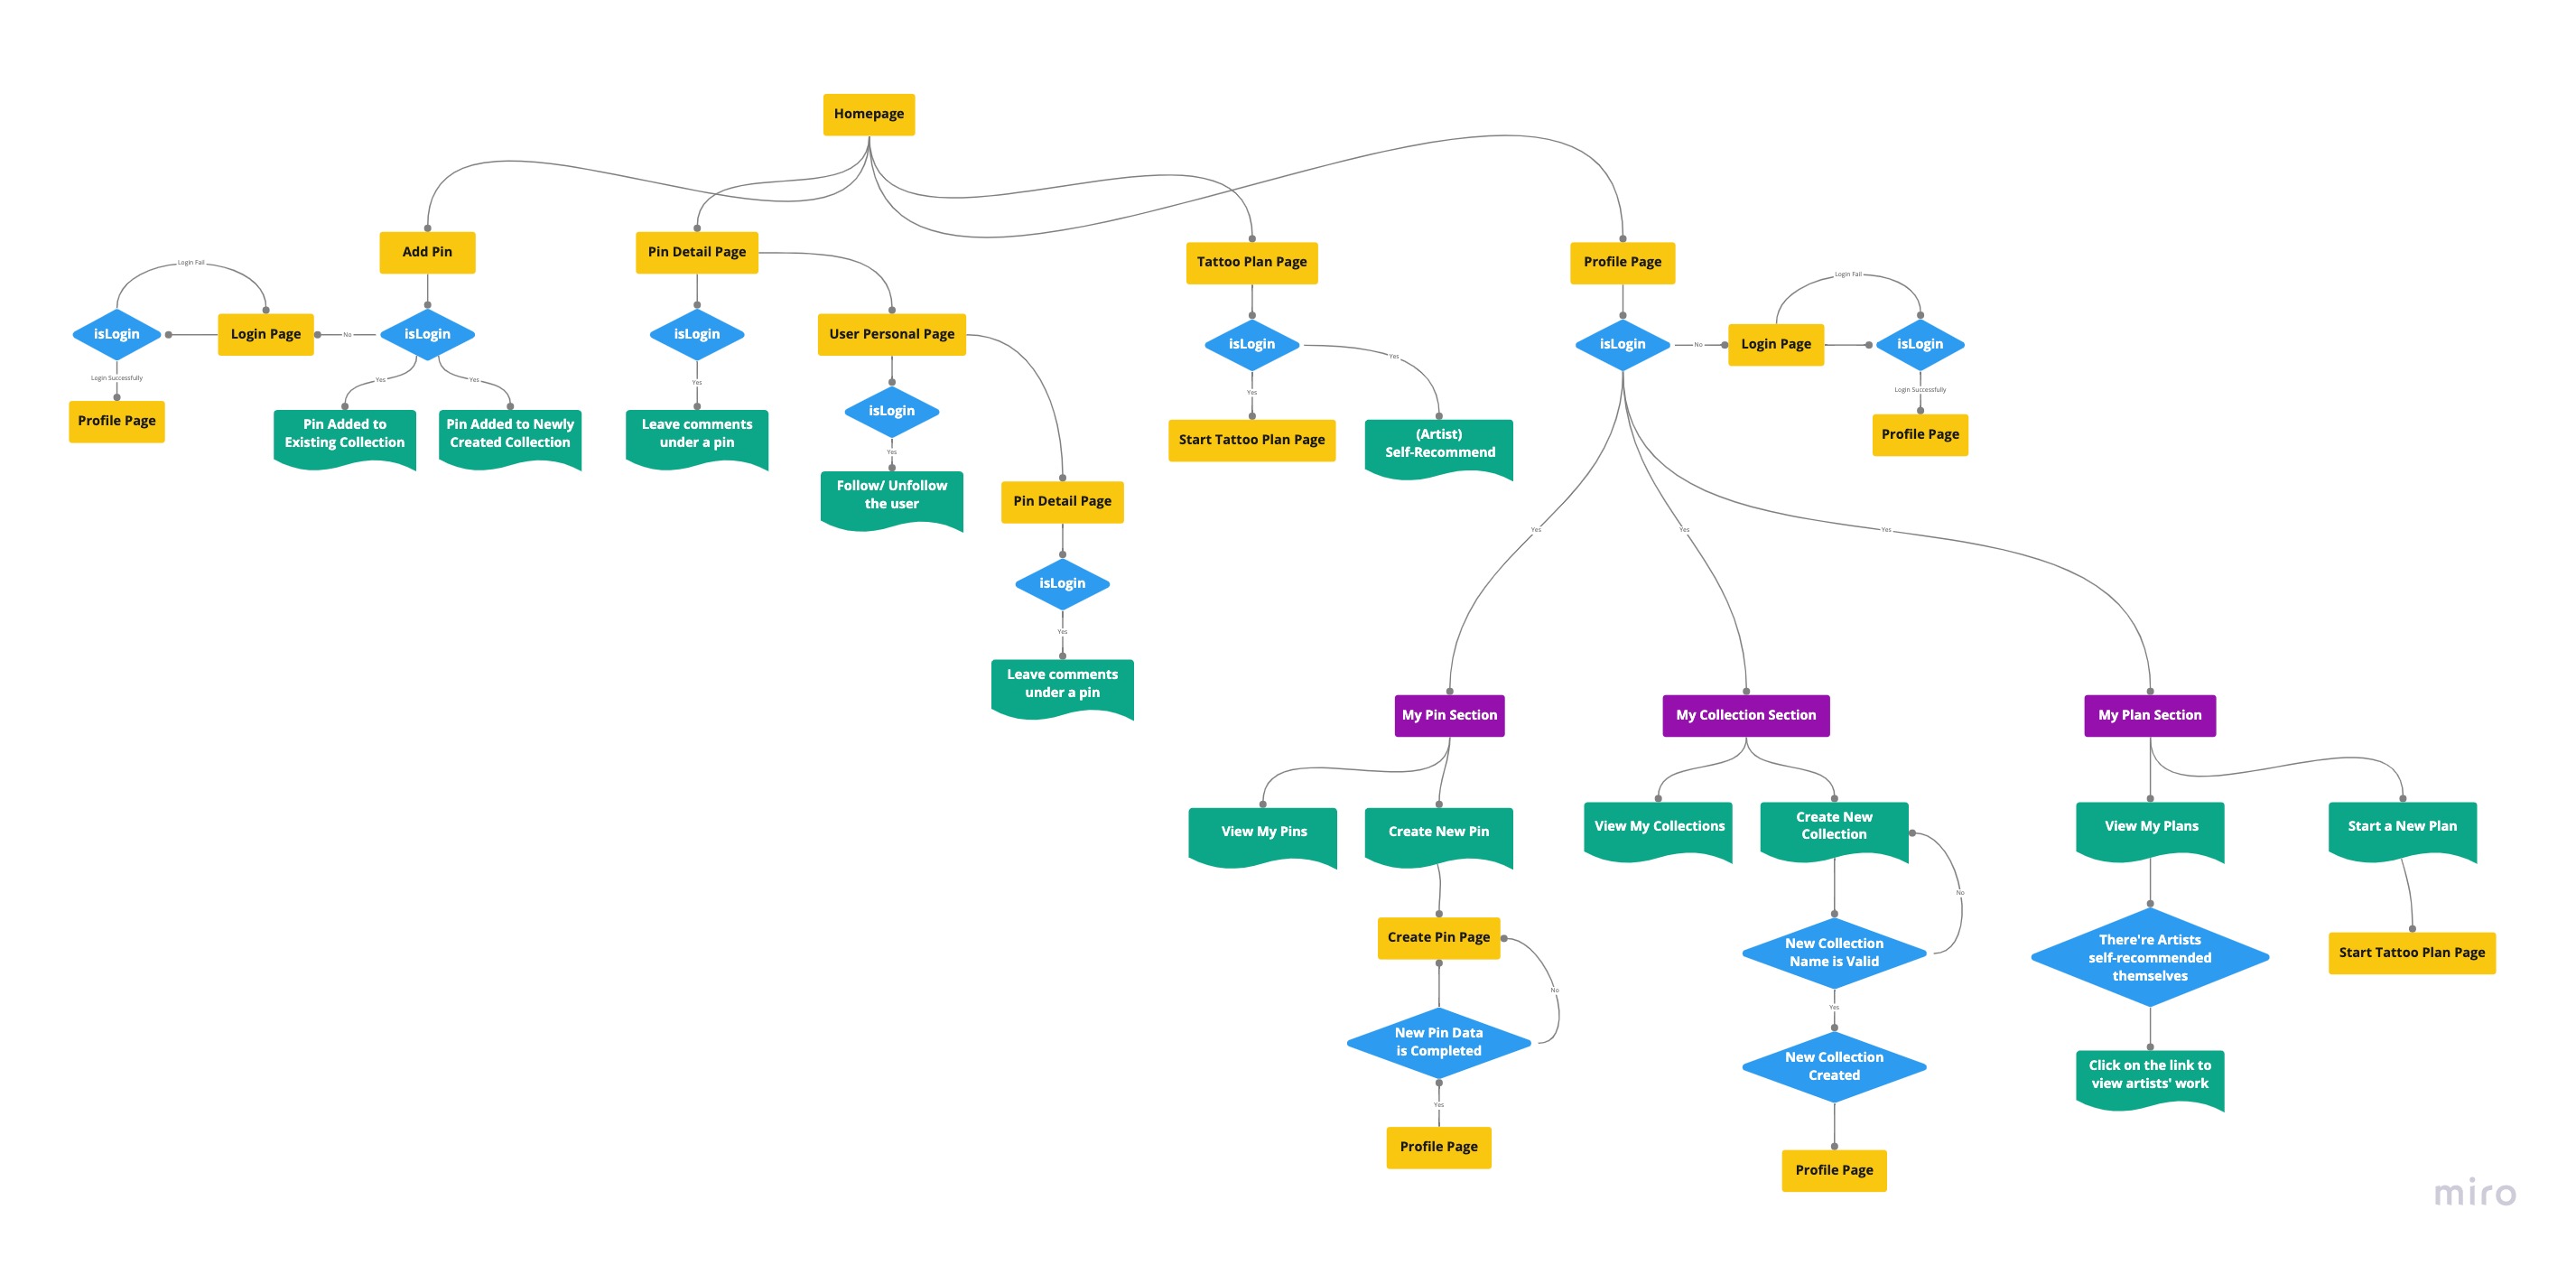 Homepage
Add Pin
Pin Detail Page
Tattoo Plan Page
Profile Page
Login Fail
Login Fail
isLogin
Login Page
No
isLogin
isLogin
User Personal Page
isLogin
isLogin
No
Login Page
isLogin
Login Successfully
Yes
Yes
Yes
Yes
Yes
Login Successfully
Profile Page
Pin Added to
Existing Collection
Pin Added to Newly
Created Collection
Leave comments
under a pin
isLogin
Start Tattoo Plan Page
(Artist)
Self-Recommend
Profile Page
Yes
Follow/ Unfollow
the user
Pin Detail Page
Yes
Yes
Yes
isLogin
Yes
Leave comments
under a pin
My Pin Section
My Collection Section
My Plan Section
View My Pins
Create New Pin
View My Collections
Create New
Collection
View My Plans
Start a New Plan
No
Create Pin Page
New Collection
Name is Valid
There're Artists
self-recommended
themselves
Start Tattoo Plan Page
No
Yes
New Pin Data
is Completed
New Collection
Created
Click on the link to
view artists' work
Yes
Profile Page
Profile Page
miro